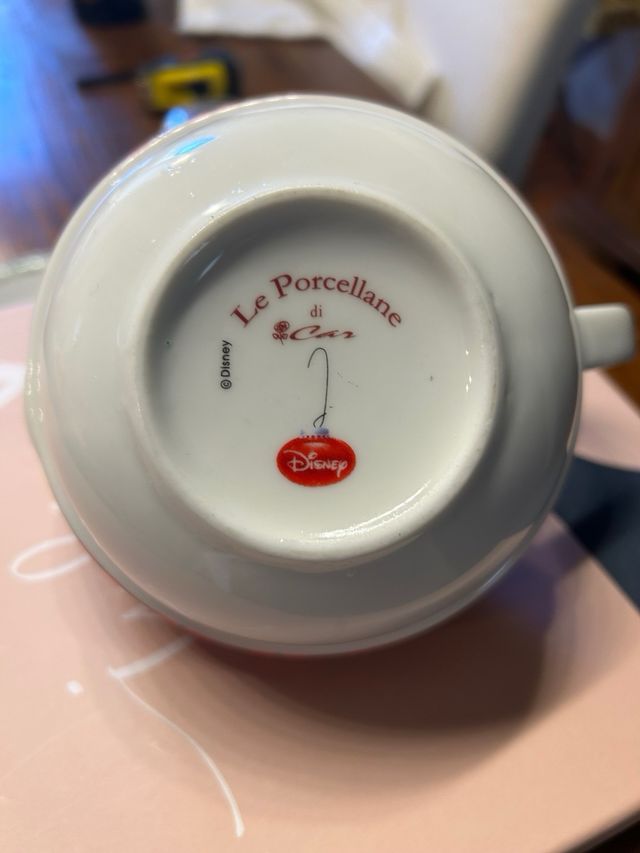 Le Porcellane
di
Car
©Disney
Disney